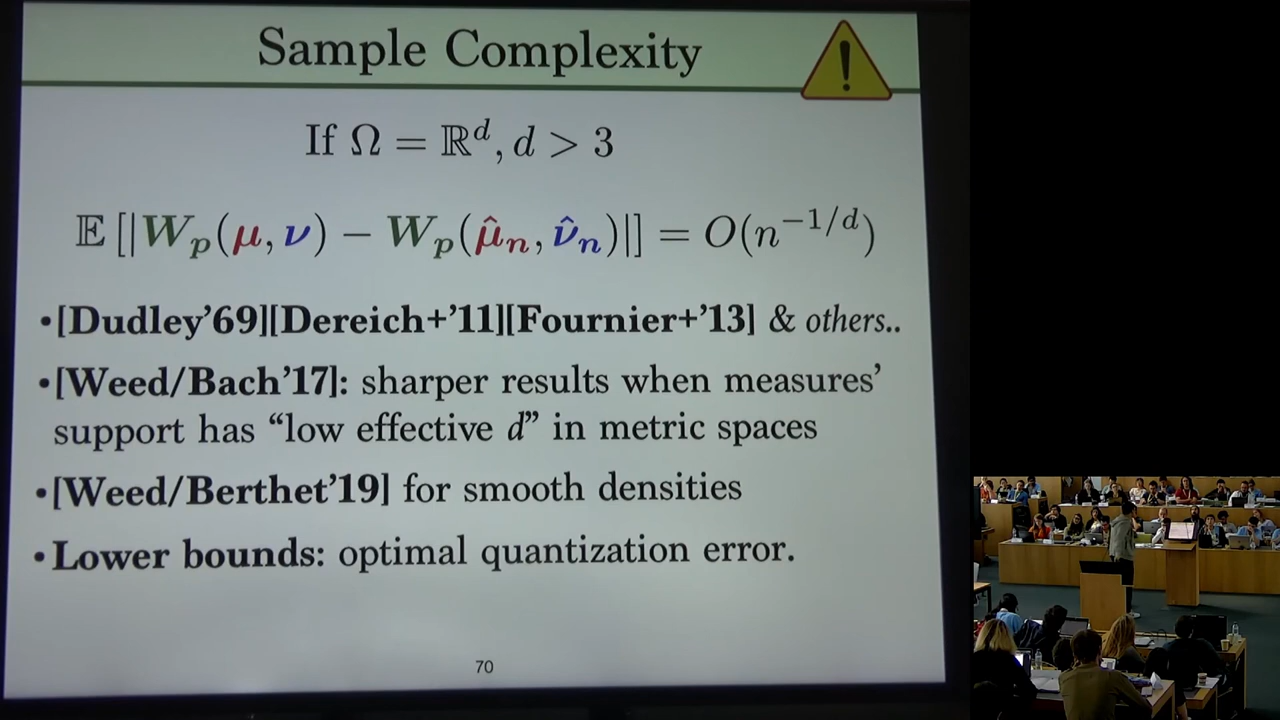 Sample Complexity
If Ω = ℝ^d, d > 3
𝔼 [|W_p(μ, ν) − W_p(μ̂_n, ν̂_n)|] = O(n^{−1/d})
•[Dudley’69][Dereich+’11][Fournier+’13] & others..
•[Weed/Bach’17]: sharper results when measures’
support has “low effective d” in metric spaces
•[Weed/Berthet’19] for smooth densities
•Lower bounds: optimal quantization error.
70